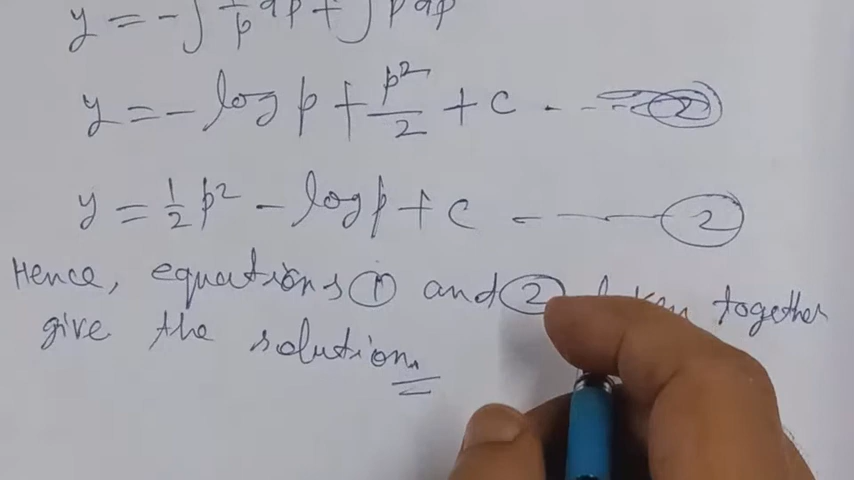 y = -∫ 1/p dp + ∫ p dp
y = - log p + p²/2 + c
y = 1/2 p² - log p + c ------ ②
Hence, equations ① and ② taken together
give the solution.